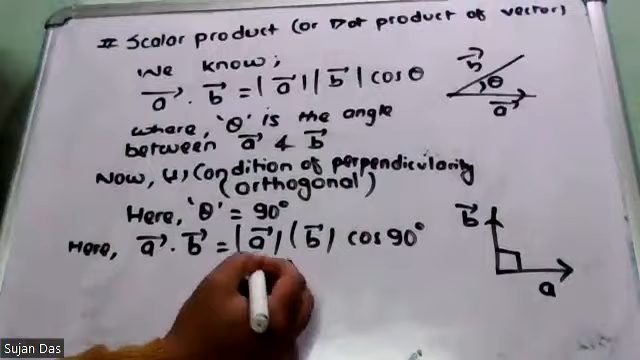 II Scalar product (or Dot product of vector)
We know;
a⃗ . b⃗ = |a⃗| |b⃗| cos θ
b⃗
θ
a⃗
where, 'θ' is the angle
between a⃗ & b⃗
Now, (i) Condition of perpendicularity
(orthogonal)
Here, 'θ' = 90°
Here, a⃗ . b⃗ = |a⃗| |b⃗| cos 90°
b⃗
a
Sujan Das